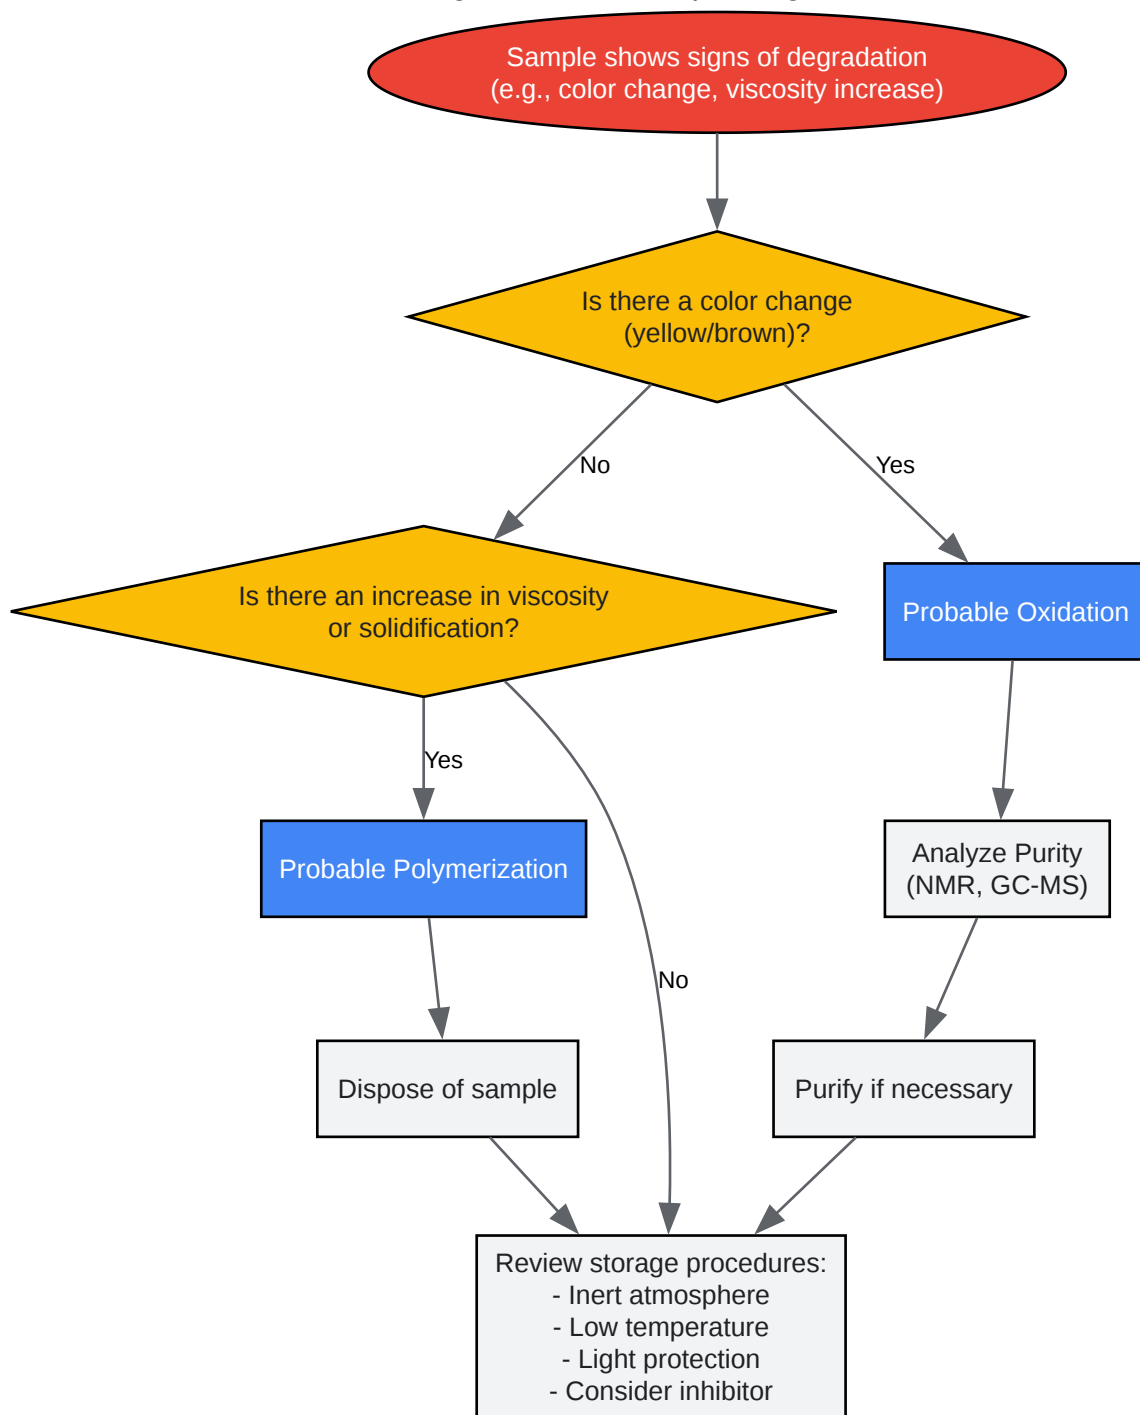 Sample shows signs of degradation
(e.g., color change, viscosity increase)
Is there a color change
(yellow/brown)?
No
Yes
Is there an increase in viscosity
or solidification?
Probable Oxidation
Yes
Probable Polymerization
Analyze Purity
(NMR, GC-MS)
No
Dispose of sample
Purify if necessary
Review storage procedures:
- Inert atmosphere
- Low temperature
- Light protection
- Consider inhibitor